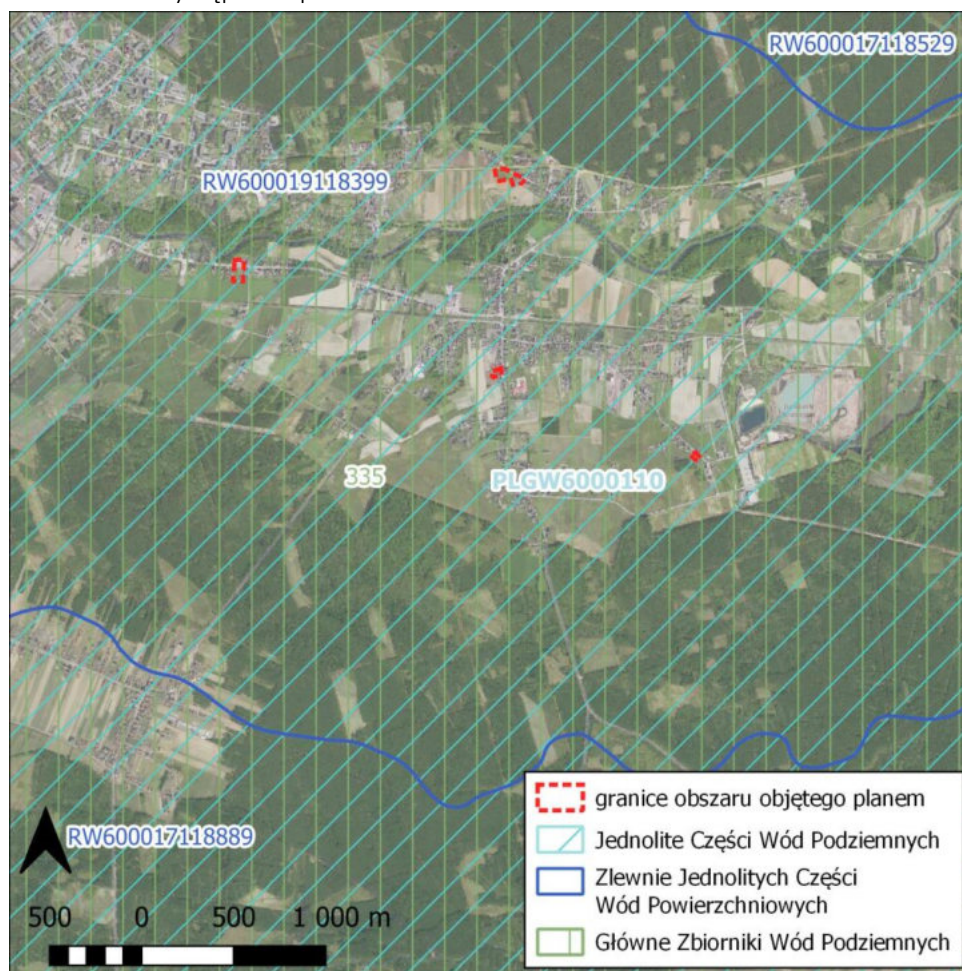 RW600017118529
RW600019118399
335
PLGW6000110
RW600017118889
500 0 500 1 000 m
granice obszaru objętego planem
Jednolite Części Wód Podziemnych
Zlewnie Jednolitych Części
Wód Powierzchniowych
Główne Zbiorniki Wód Podziemnych